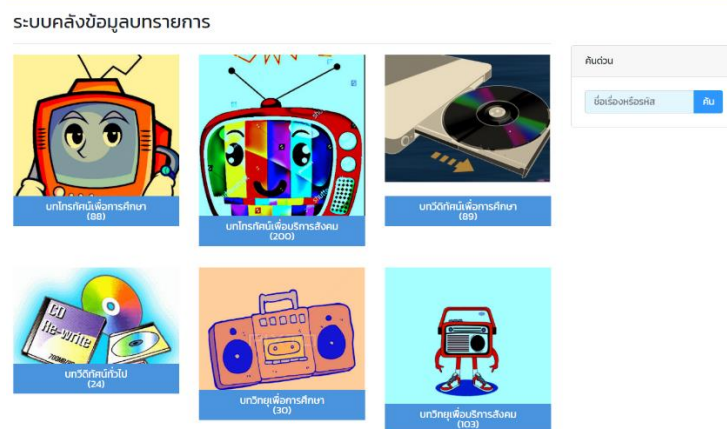 ระบบคลังข้อมูลบทรายการ
ค้นด่วน
ชื่อเรื่องหรือรหัส
ค้น
บทโทรทัศน์เพื่อการศึกษา
(88)
บทโทรทัศน์เพื่อบริการสังคม
(200)
บทวีดิทัศน์เพื่อการศึกษา
(89)
CD
Re-write
700MB/80
บทวีดิทัศน์ทั่วไป
(24)
บทวิทยุเพื่อการศึกษา
(30)
บทวิทยุเพื่อบริการสังคม
(103)